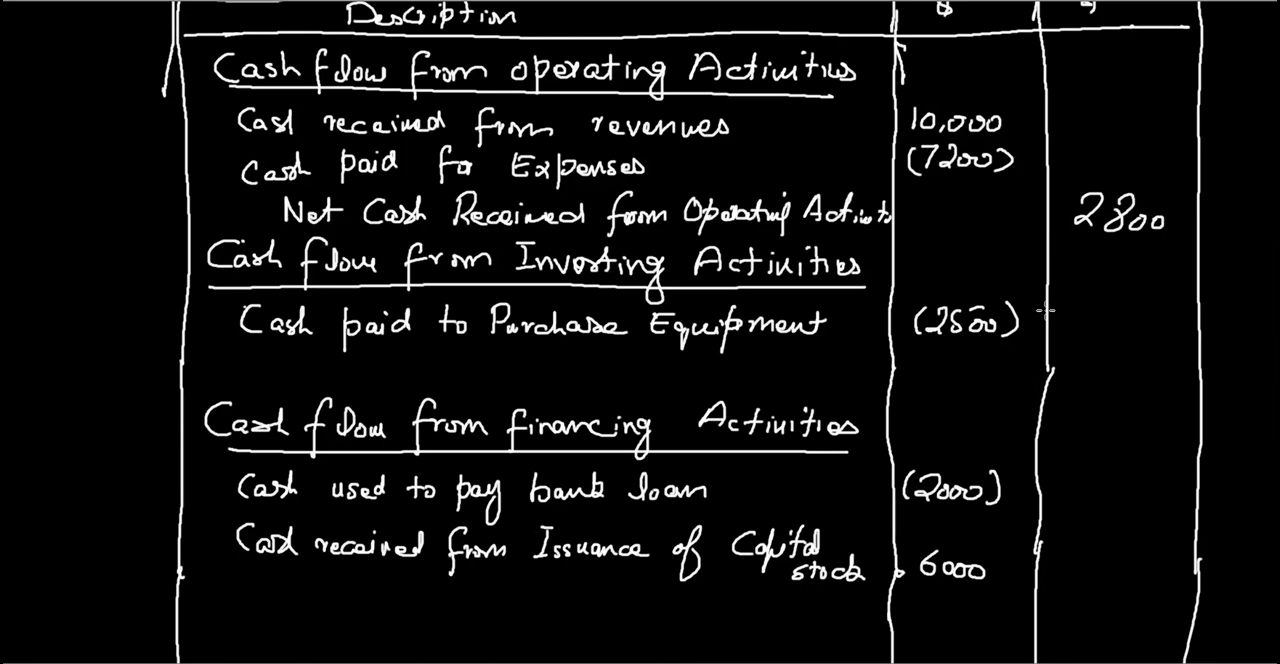 Description $
Cash flow from operating Activities
Cash received from revenues 10,000
Cash paid for Expenses (7200)
Net Cash Received from Operating Activit 2800
Cash flow from Investing Activities
Cash paid to Purchase Equipment (2500)
Cash flow from financing Activities
Cash used to pay bank loan (2000)
Cash received from Issuance of Capital
stock 6000